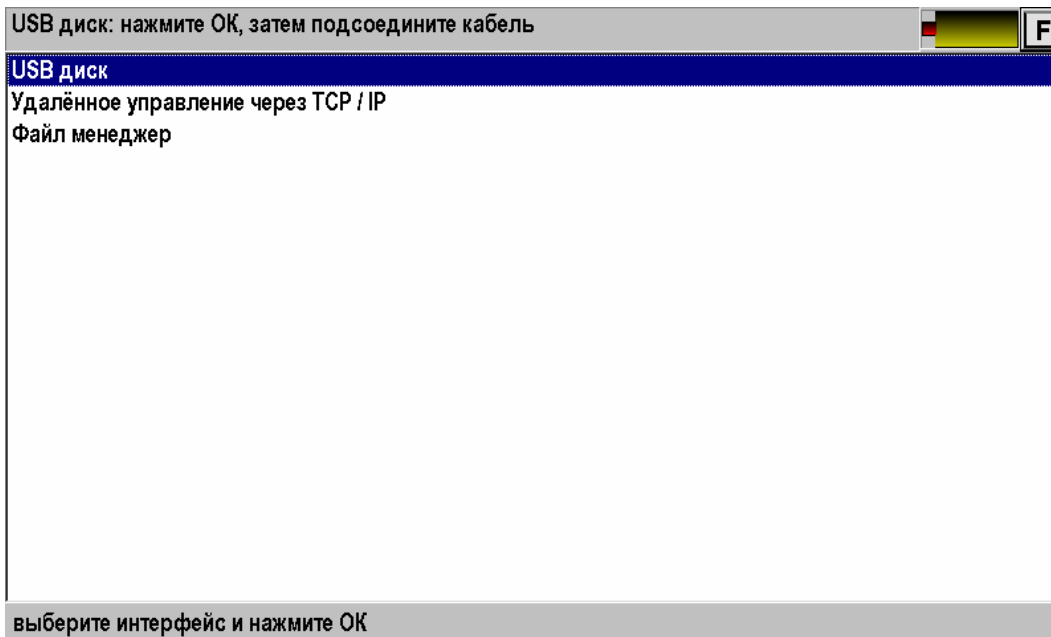 USB диск: нажмите ОК, затем подсоедините кабель
F
USB диск
Удалённое управление через TCP / IP
Файл менеджер
выберите интерфейс и нажмите ОК